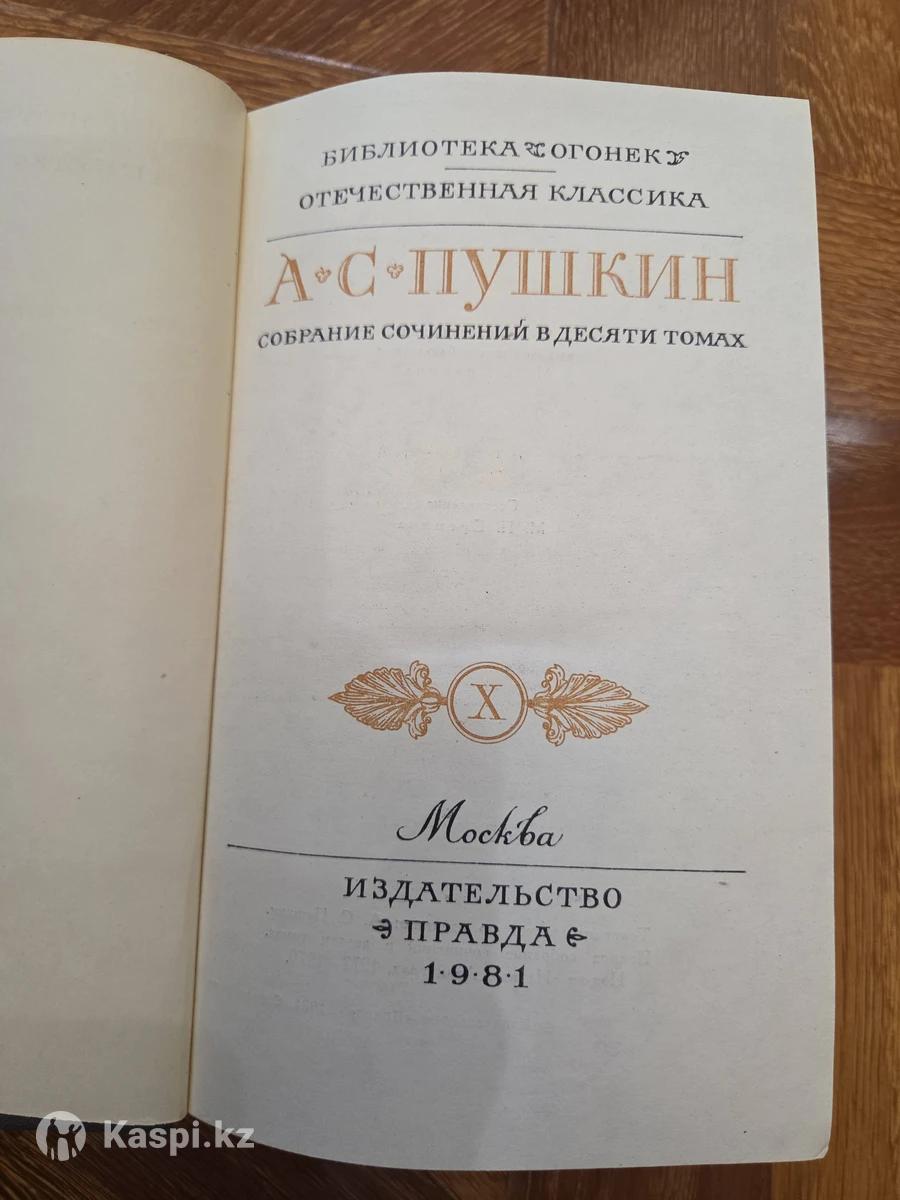 БИБЛИОТЕКА «ОГОНЕК»
ОТЕЧЕСТВЕННАЯ КЛАССИКА
А·С·ПУШКИН
СОБРАНИЕ СОЧИНЕНИЙ В ДЕСЯТИ ТОМАХ
X
Москва
ИЗДАТЕЛЬСТВО
«ПРАВДА»
1·9·8·1
Kaspi.kz